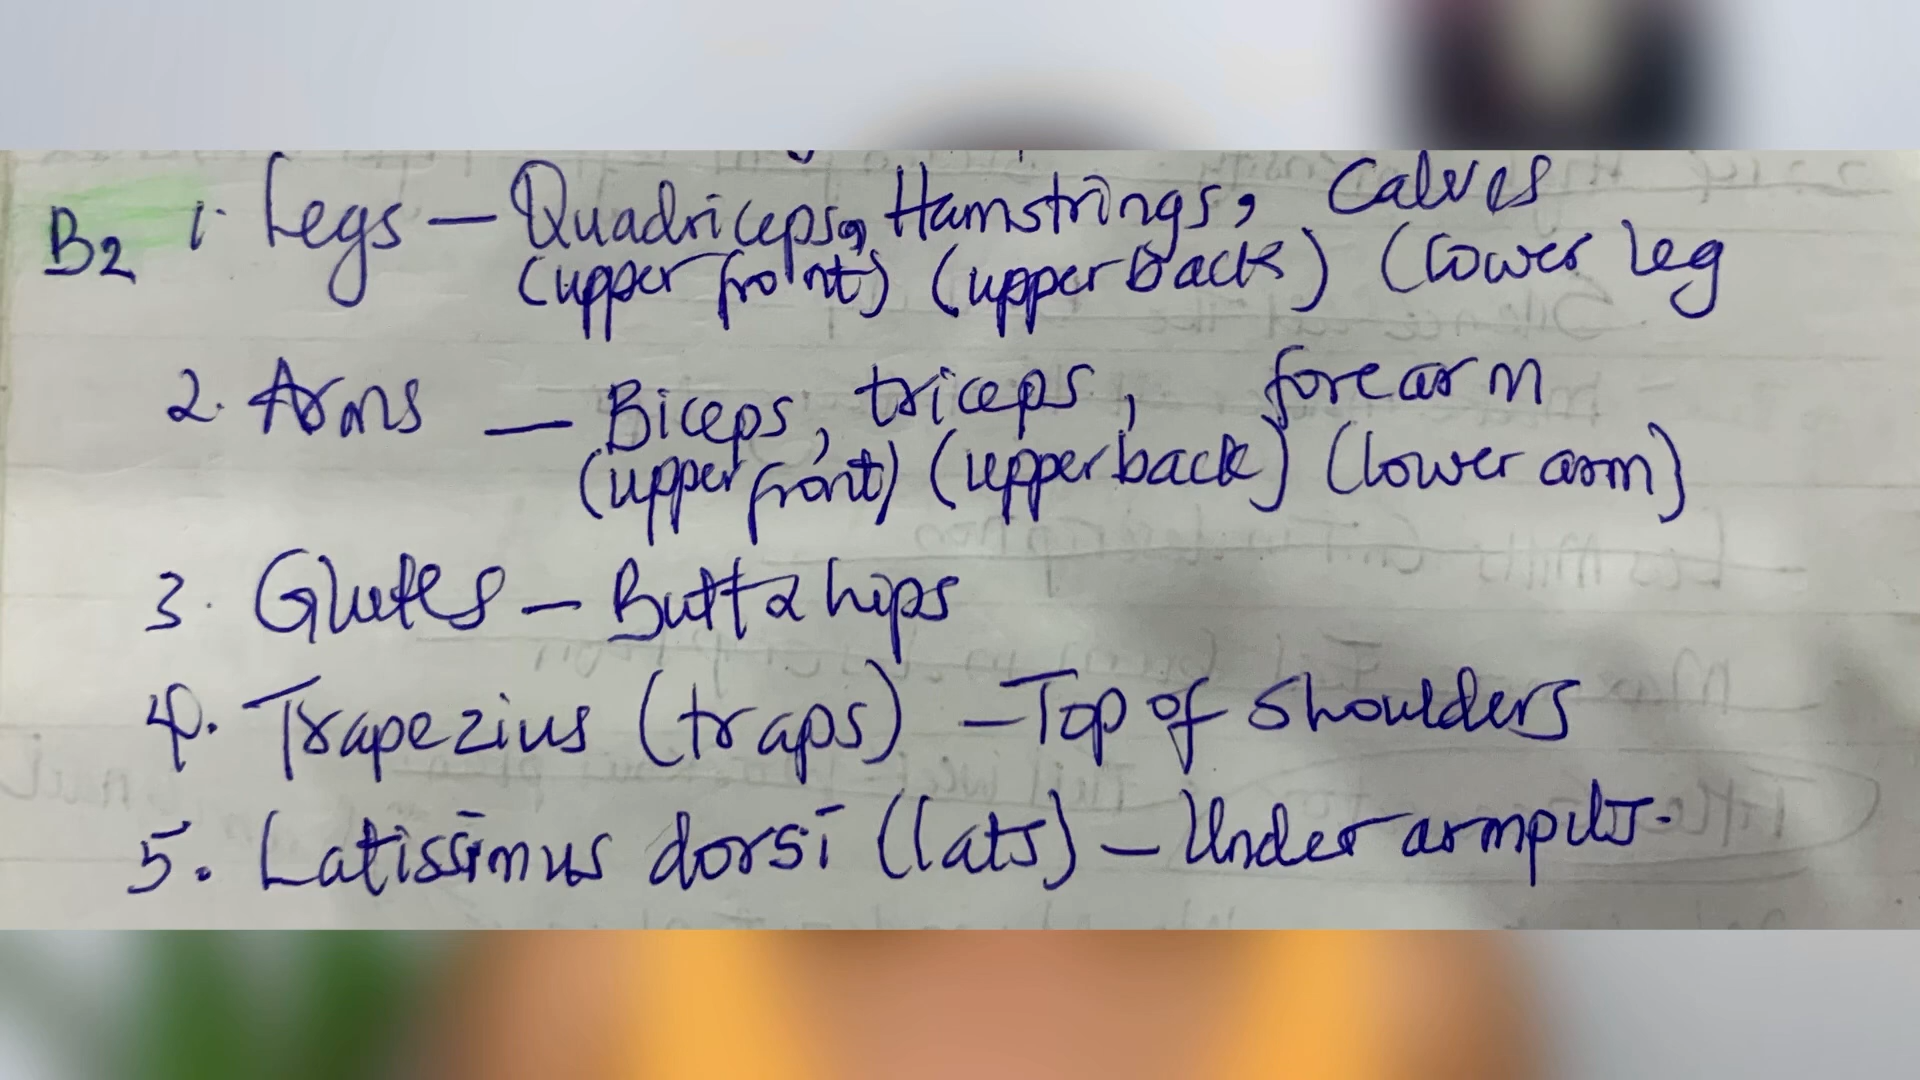 B2 1. Legs — Quadriceps, Hamstrings, Calves
(upper front) (upper back) (lower leg
2. Arms — Biceps, triceps, forearm
(upper front) (upper back) (lower arm)
3. Glutes — Butt & hips
4. Trapezius (traps) — Top of shoulders
5. Latissimus dorsi (lats) — Under armpits.